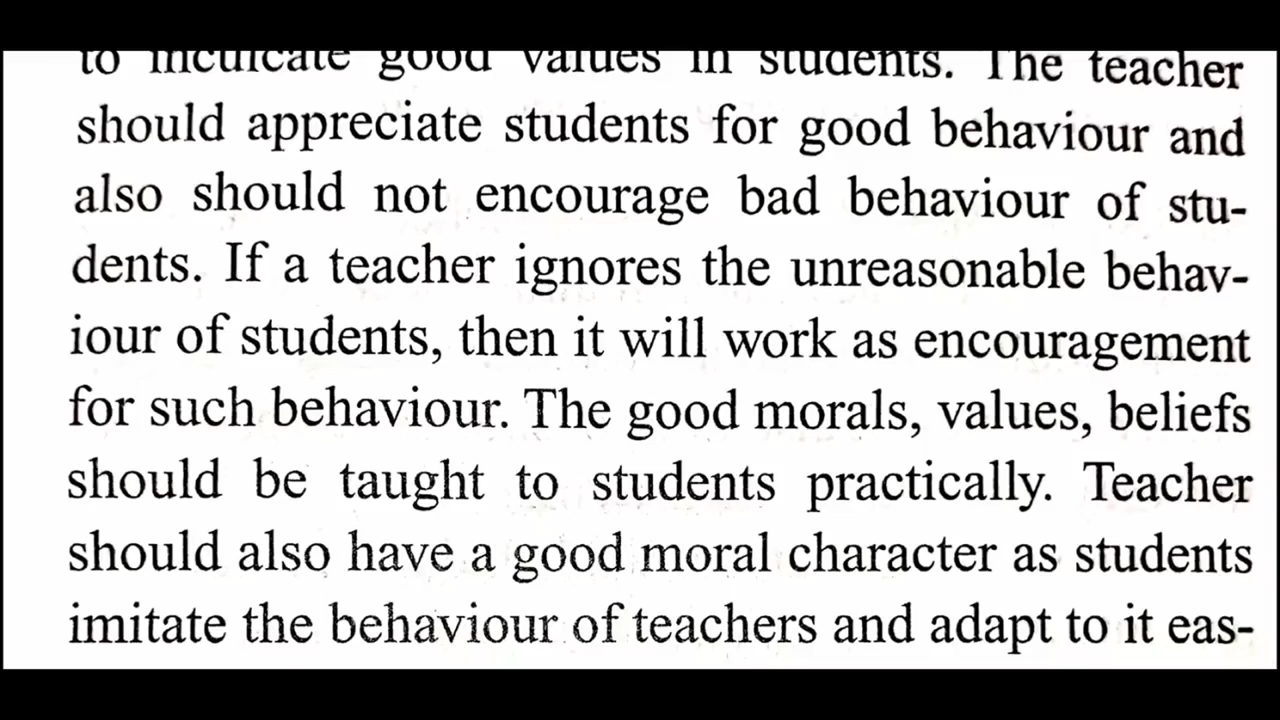 to inculcate good values in students. The teacher
should appreciate students for good behaviour and
also should not encourage bad behaviour of stu-
dents. If a teacher ignores the unreasonable behav-
iour of students, then it will work as encouragement
for such behaviour. The good morals, values, beliefs
should be taught to students practically. Teacher
should also have a good moral character as students
imitate the behaviour of teachers and adapt to it eas-